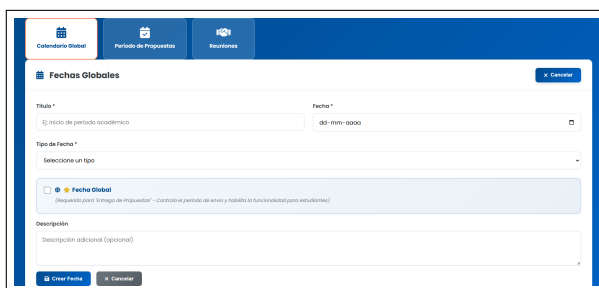 Calendario Global
Período de Propuestas
Reuniones
Fechas Globales
× Cancelar
Título *
Fecha *
Ej: Inicio de período académico
dd-mm-aaaa
Tipo de Fecha *
Seleccione un tipo
Fecha Global
(Requerido para "Entrega de Propuestas" - Controla el período de envío y habilita la funcionalidad para estudiantes)
Descripción
Descripción adicional (opcional)
Crear Fecha
× Cancelar